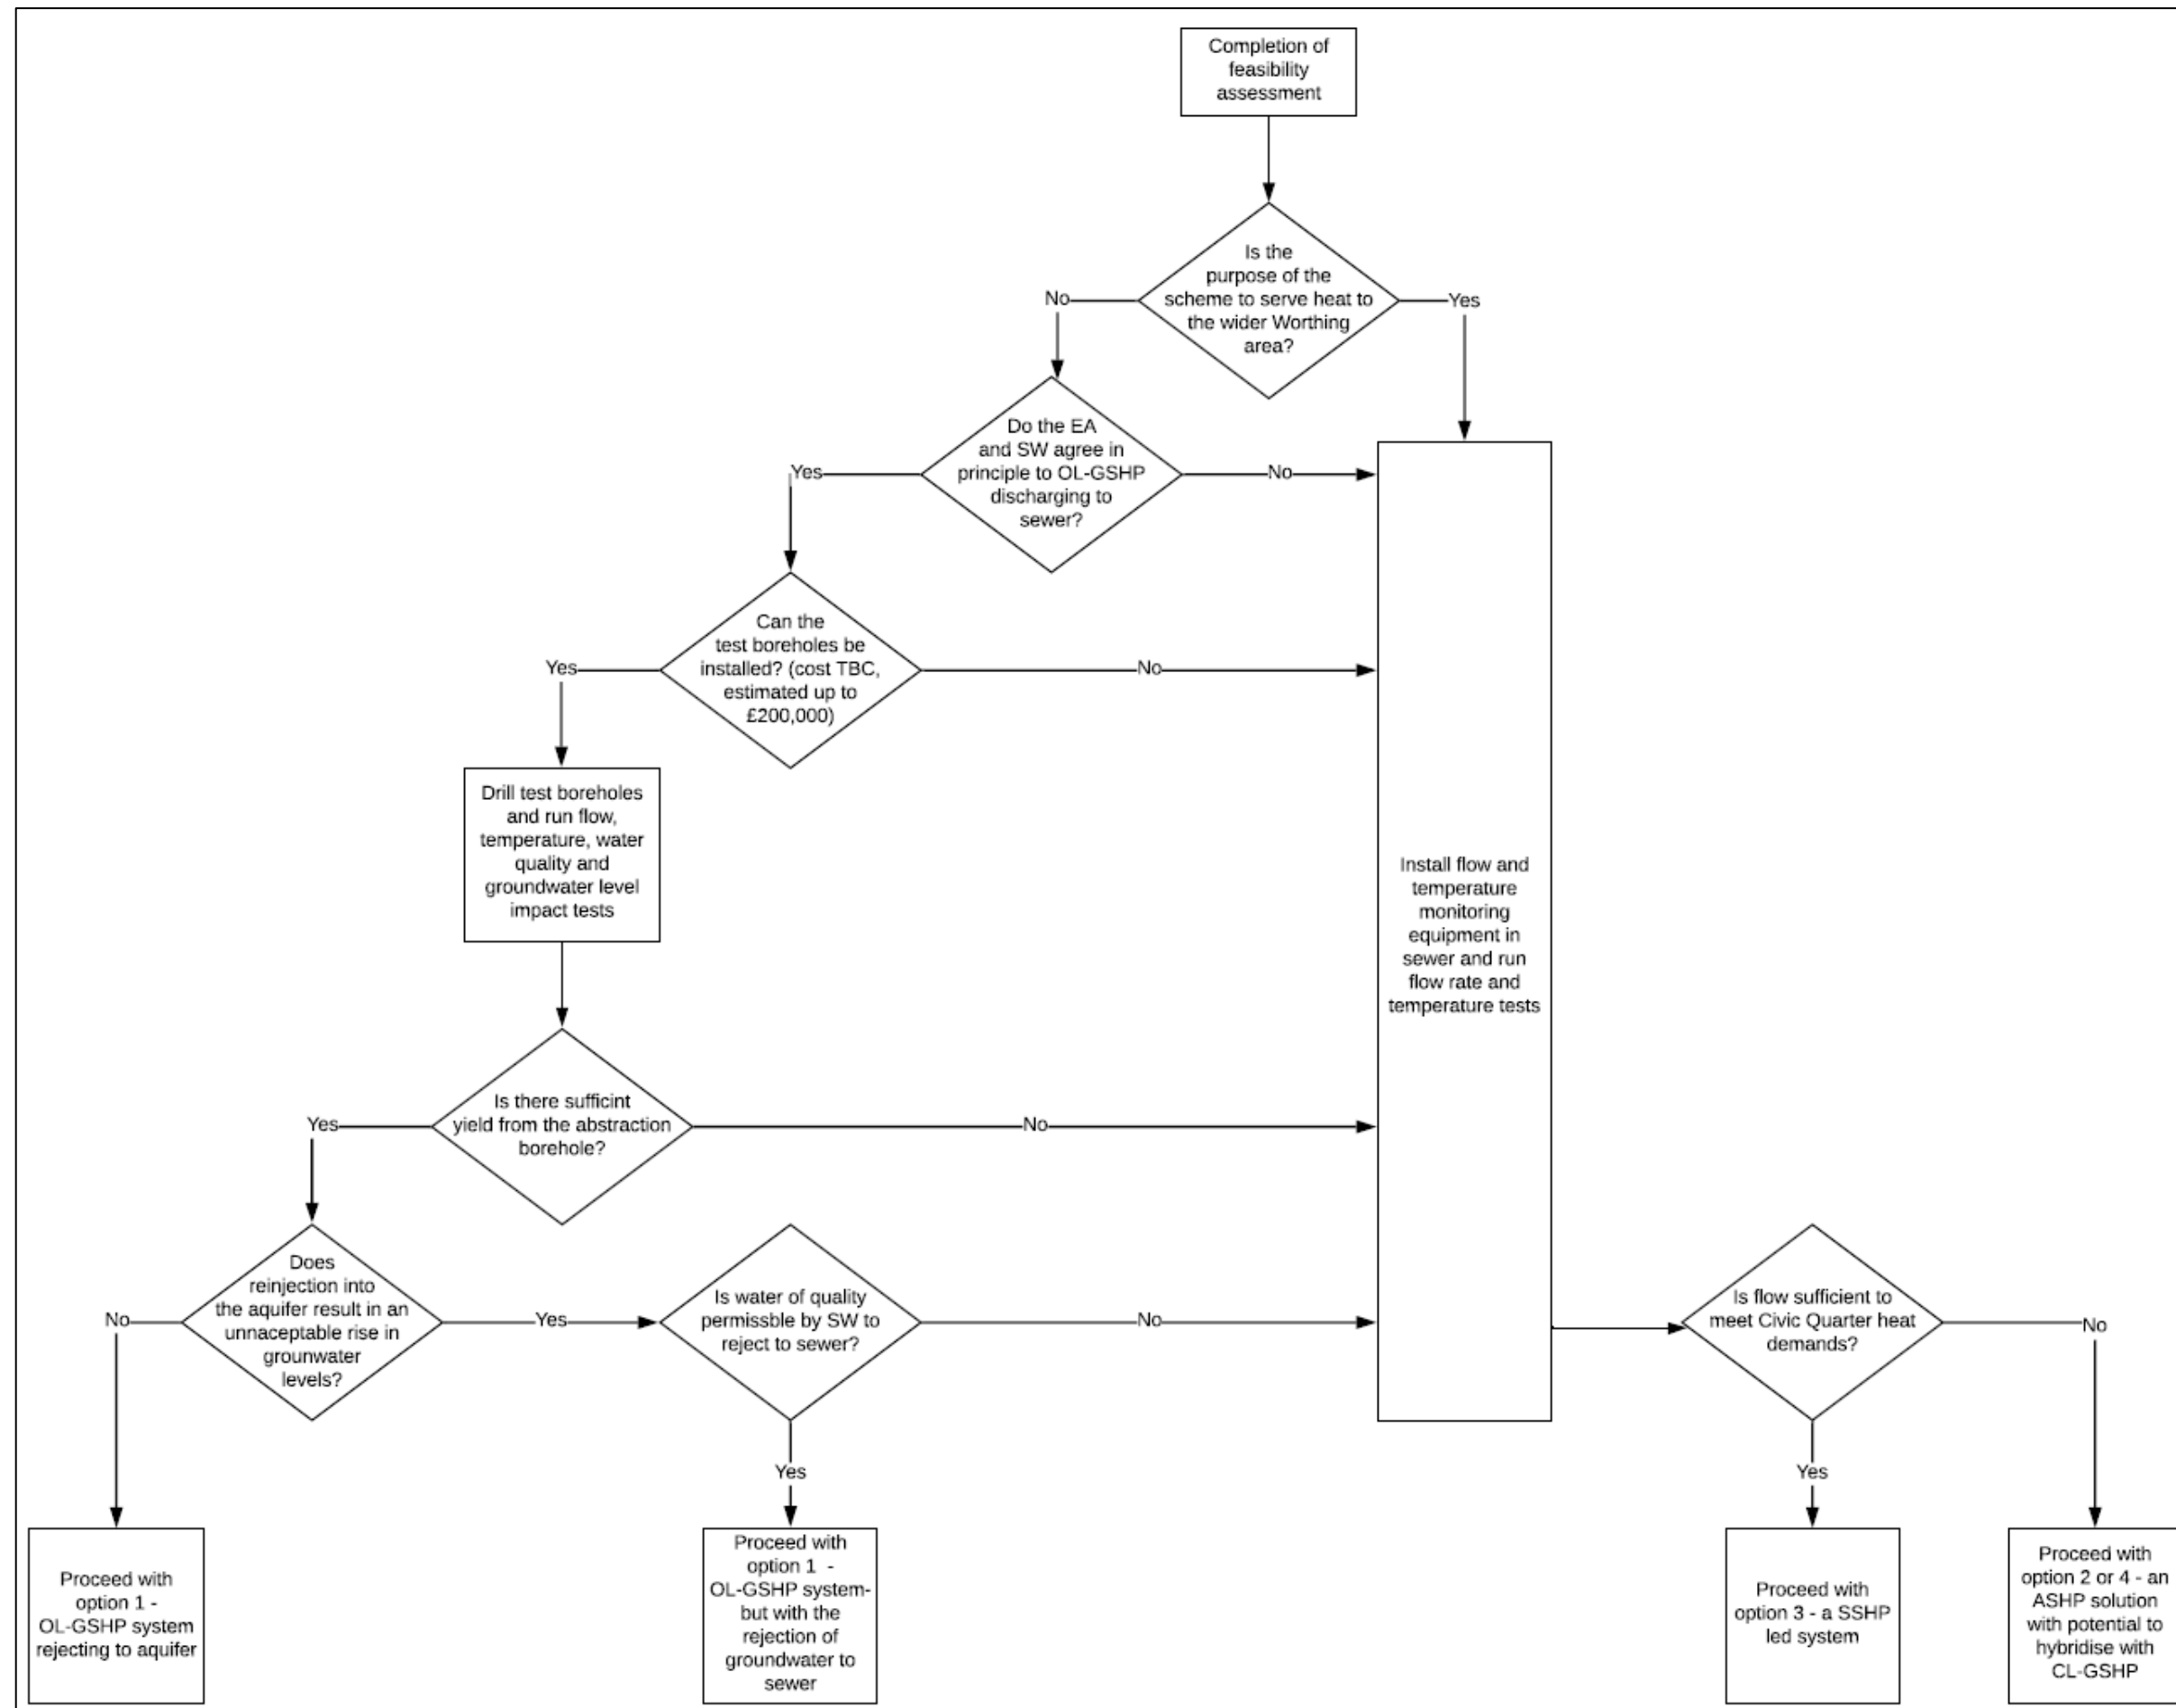 Completion of
feasibility
assessment
Is the
purpose of the
scheme to serve heat to
the wider Worthing
area?
No
Yes
Do the EA
and SW agree in
principle to OL-GSHP
discharging to
sewer?
Yes
No
Can the
test boreholes be
installed? (cost TBC,
estimated up to
£200,000)
Yes
No
Drill test boreholes
and run flow,
temperature, water
quality and
groundwater level
impact tests
Install flow and
temperature
monitoring
equipment in
sewer and run
flow rate and
temperature tests
Is there sufficint
yield from the abstraction
borehole?
Yes
No
Does
reinjection into
the aquifer result in an
unnaceptable rise in
grounwater
levels?
No
Yes
Is water of quality
permissble by SW to
reject to sewer?
No
Yes
Is flow sufficient to
meet Civic Quarter heat
demands?
No
Yes
Proceed with
option 1 -
OL-GSHP system
rejecting to aquifer
Proceed with
option 1 -
OL-GSHP system-
but with the
rejection of
groundwater to
sewer
Proceed with
option 3 - a SSHP
led system
Proceed with
option 2 or 4 - an
ASHP solution
with potential to
hybridise with
CL-GSHP